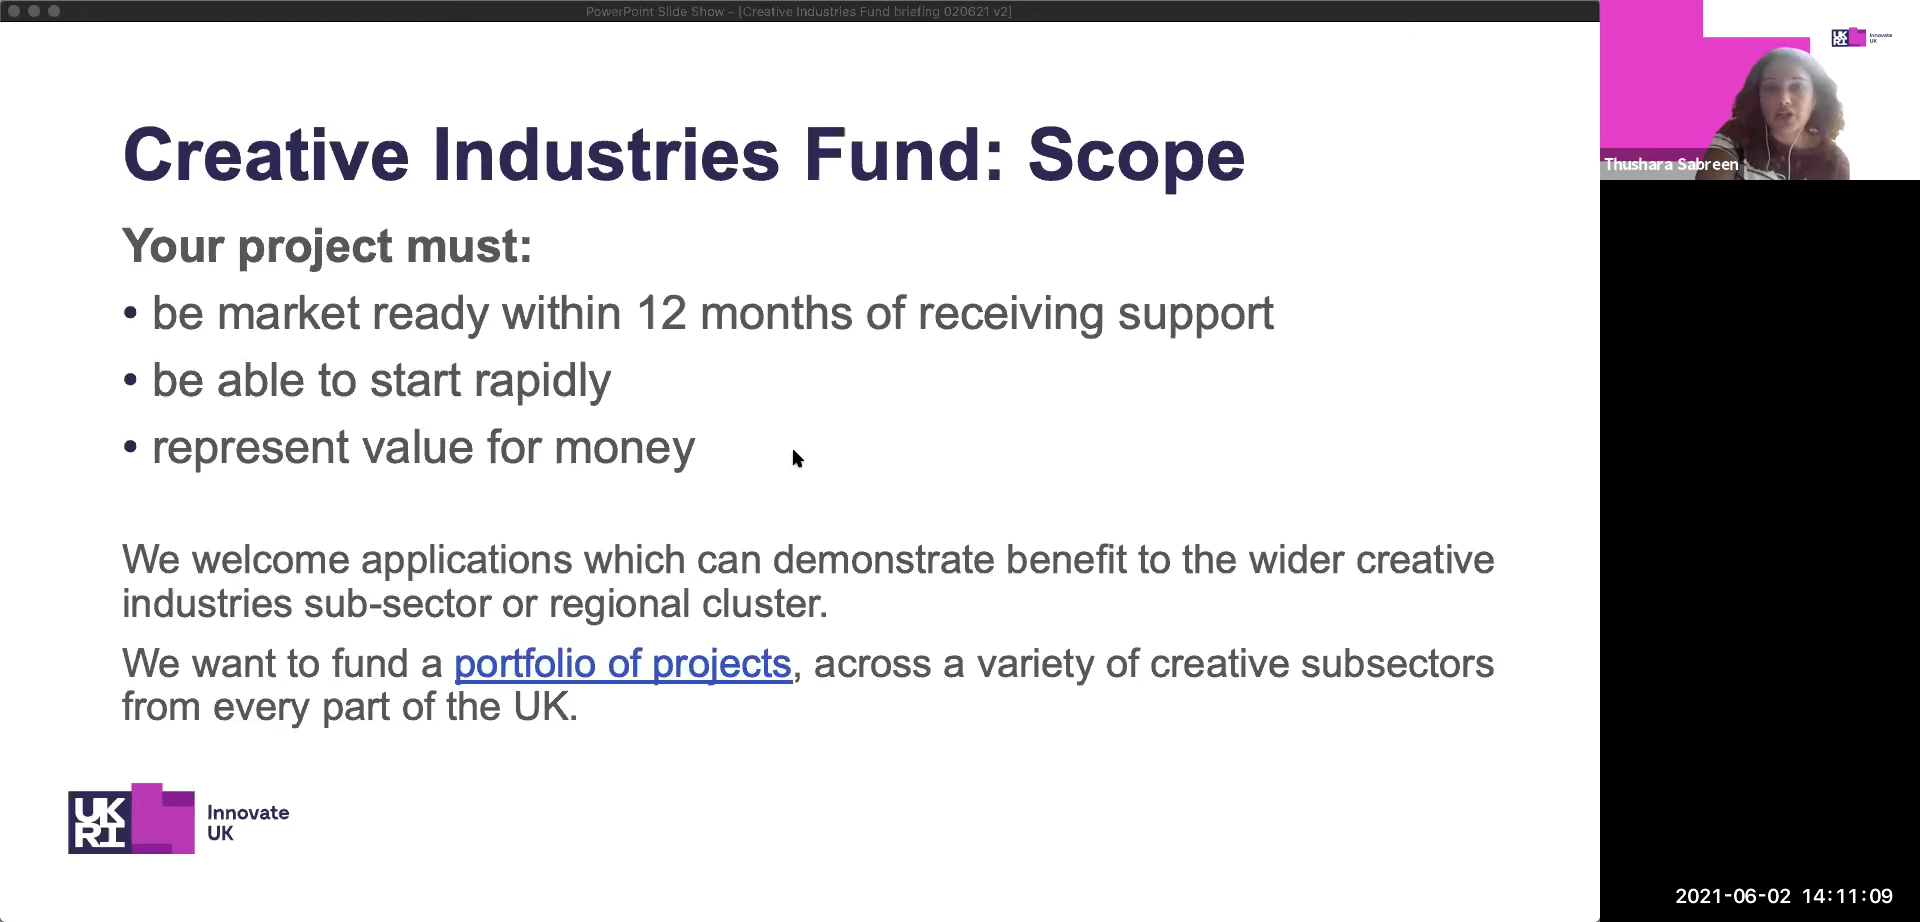 PowerPoint Slide Show – [Creative Industries Fund briefing 020621 v2]
Creative Industries Fund: Scope
Your project must:
• be market ready within 12 months of receiving support
• be able to start rapidly
• represent value for money
We welcome applications which can demonstrate benefit to the wider creative
industries sub-sector or regional cluster.
We want to fund a portfolio of projects, across a variety of creative subsectors
from every part of the UK.
UK
RI
Innovate
UK
UK
RI
Innovate
UK
Thushara Sabreen
2021-06-02 14:11:09